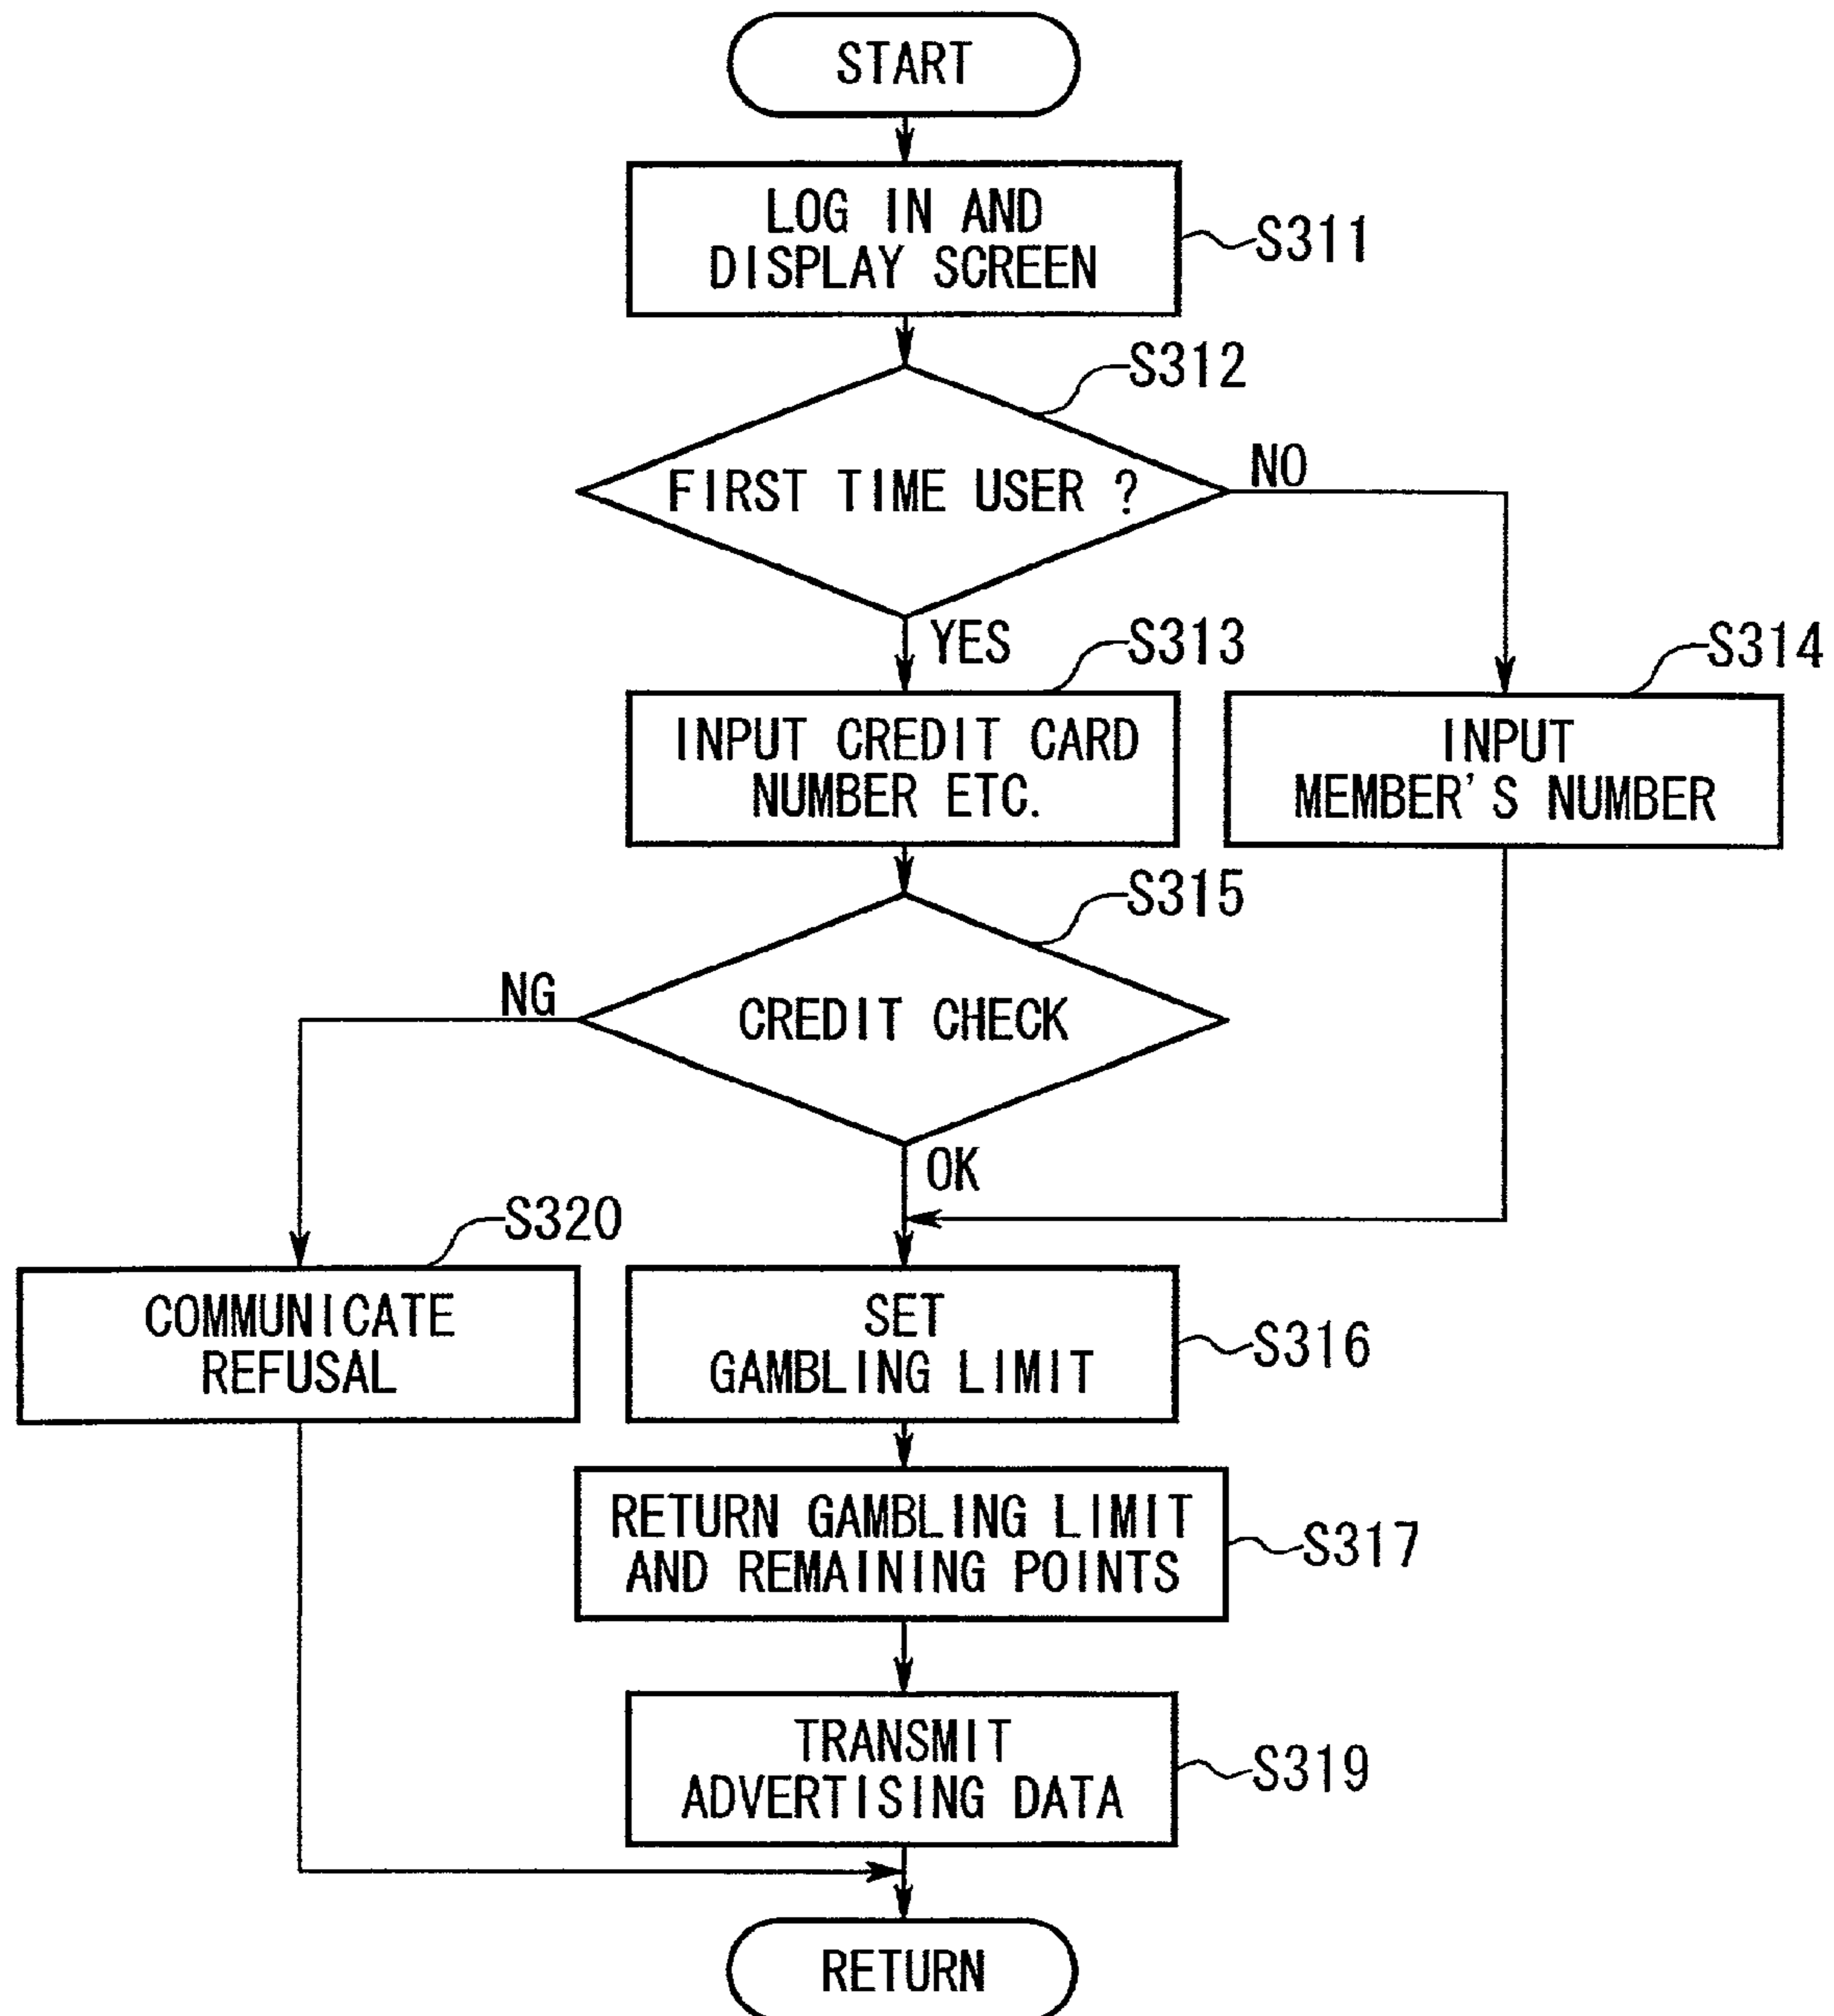 START
LOG IN AND
DISPLAY SCREEN
S311
S312
FIRST TIME USER ?
NO
YES
S313
S314
INPUT CREDIT CARD
NUMBER ETC.
INPUT
MEMBER'S NUMBER
S315
NG
CREDIT CHECK
OK
S320
COMMUNICATE
REFUSAL
SET
GAMBLING LIMIT
S316
RETURN GAMBLING LIMIT
AND REMAINING POINTS
S317
TRANSMIT
ADVERTISING DATA
S319
RETURN